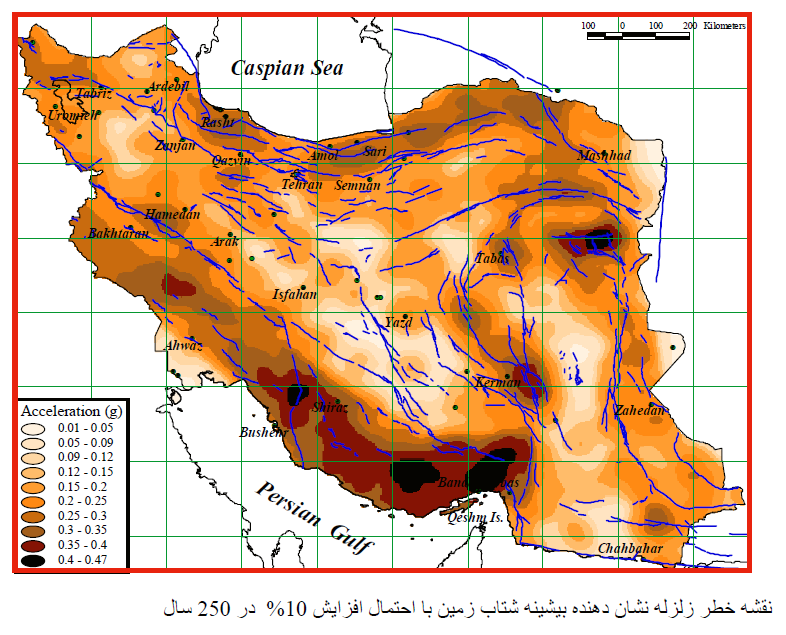 100 0 100 200 Kilometers
Caspian Sea
Ardebil
Tabriz
Uromieh
Rasht
Zanjan
Qazvin
Amol
Sari
Mashhad
Tehran
Semnan
Hamedan
Bakhtaran
Arak
Tabas
Isfahan
Yazd
Ahwaz
Kerman
Shiraz
Zahedan
Bushehr
Bandar Abbas
Qeshm Is.
Persian Gulf
Chahbahar
Acceleration (g)
0.01 - 0.05
0.05 - 0.09
0.09 - 0.12
0.12 - 0.15
0.15 - 0.2
0.2 - 0.25
0.25 - 0.3
0.3 - 0.35
0.35 - 0.4
0.4 - 0.47
نقشه خطر زلزله نشان دهنده بیشینه شتاب زمین با احتمال افزایش 10% در 250 سال